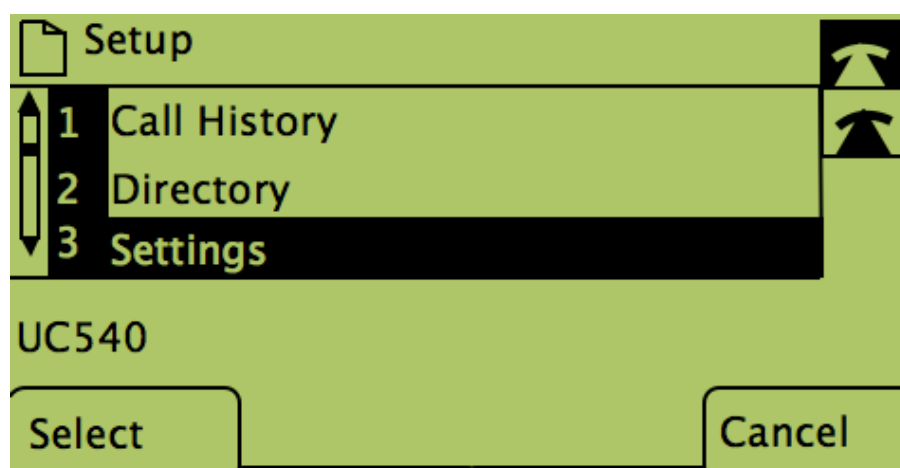 Setup
1 Call History
2 Directory
3 Settings
UC540
Select Cancel